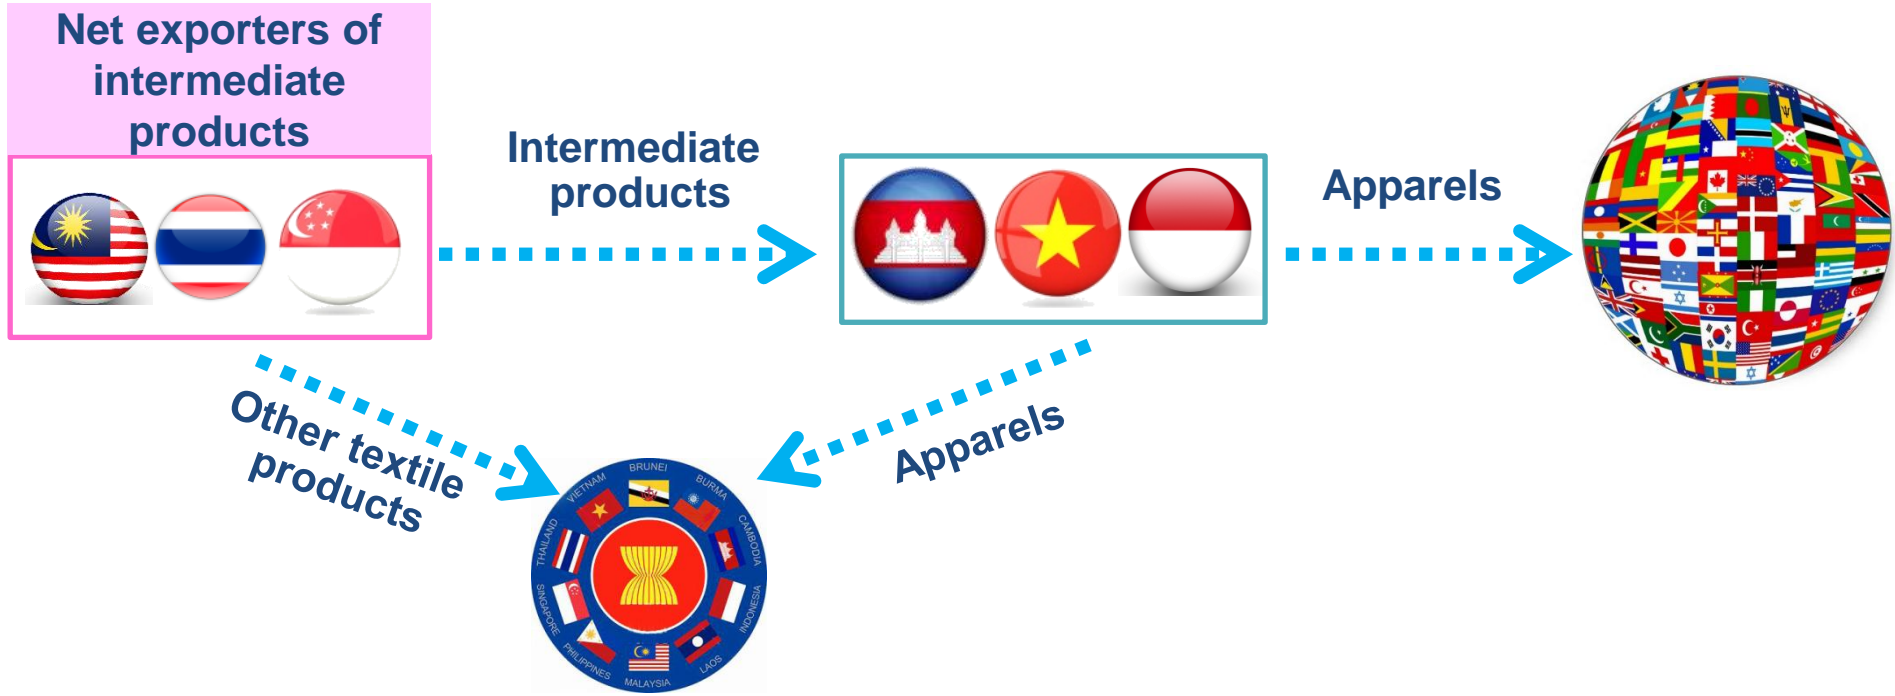 Net exporters of
intermediate
products
Intermediate
products
Apparels
Other textile
products
Apparels
BRUNEI
BURMA
CAMBODIA
INDONESIA
LAOS
MALAYSIA
PHILIPPINES
SINGAPORE
THAILAND
VIETNAM